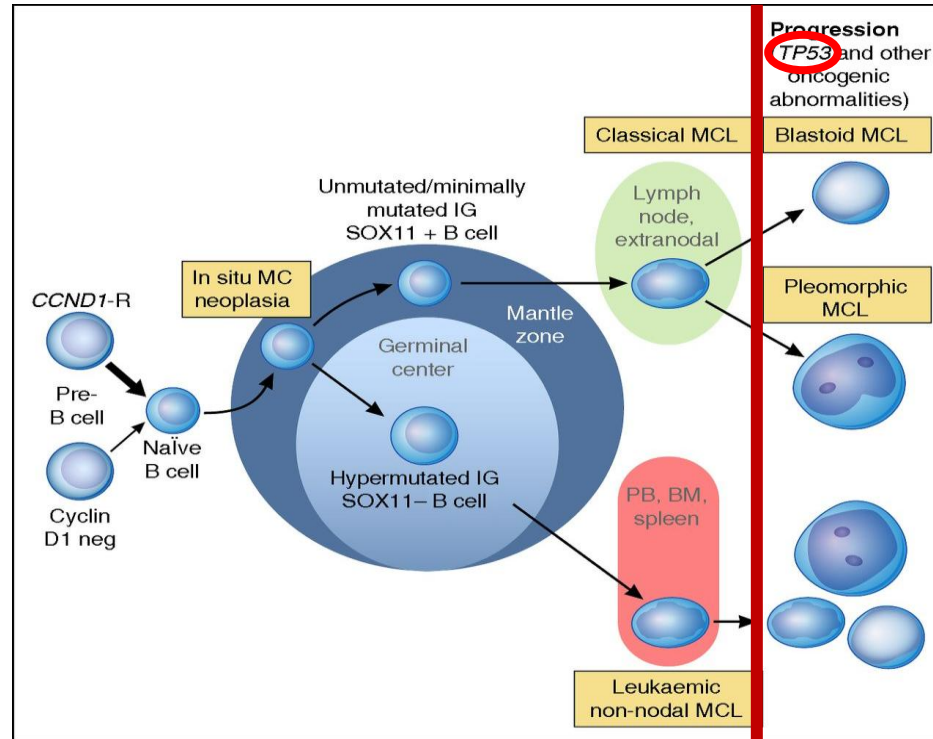 Progression
TP53 and other
oncogenic
abnormalities)
Classical MCL
Blastoid MCL
Unmutated/minimally
mutated IG
SOX11 + B cell
Lymph
node,
extranodal
In situ MC
neoplasia
CCND1-R
Mantle
zone
Pleomorphic
MCL
Germinal
center
Pre-
B cell
NaÏve
B cell
Hypermutated IG
SOX11– B cell
Cyclin
D1 neg
PB, BM,
spleen
Leukaemic
non-nodal MCL